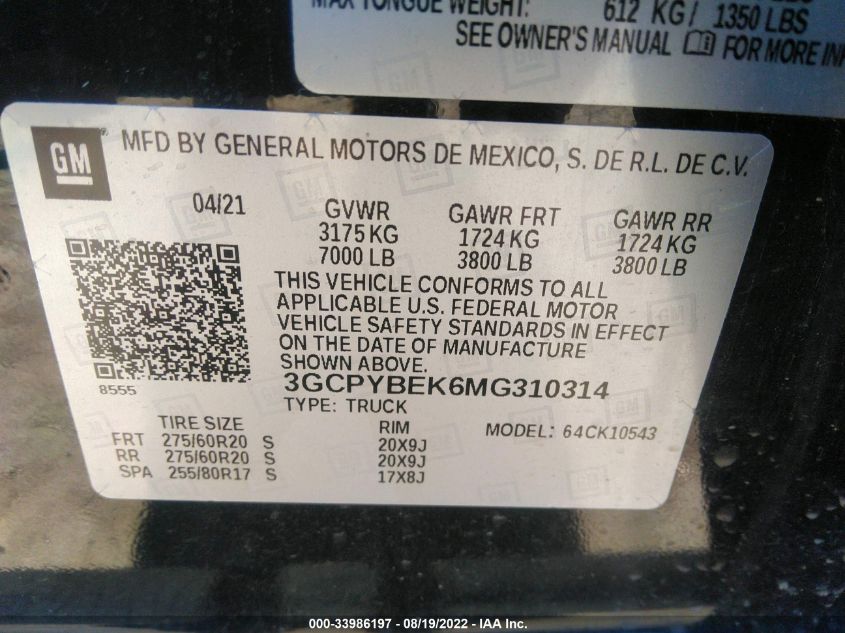 MAX TONGUE WEIGHT: 612 KG/ 1350 LBS
SEE OWNER'S MANUAL FOR MORE
GM ®
MFD BY GENERAL MOTORS DE MEXICO, S. DE R.L. DE C.V.
04/21 GVWR GAWR FRT GAWR RR
3175 KG 1724 KG 1724 KG
7000 LB 3800 LB 3800 LB
THIS VEHICLE CONFORMS TO ALL
APPLICABLE U.S. FEDERAL MOTOR
VEHICLE SAFETY STANDARDS IN EFFECT
ON THE DATE OF MANUFACTURE
SHOWN ABOVE.
8555
3GCPYBEK6MG310314
TYPE: TRUCK
TIRE SIZE RIM MODEL: 64CK10543
FRT 275/60R20 S 20X9J
RR 275/60R20 S 20X9J
SPA 255/80R17 S 17X8J
000-33986197 - 08/19/2022 - IAA Inc.